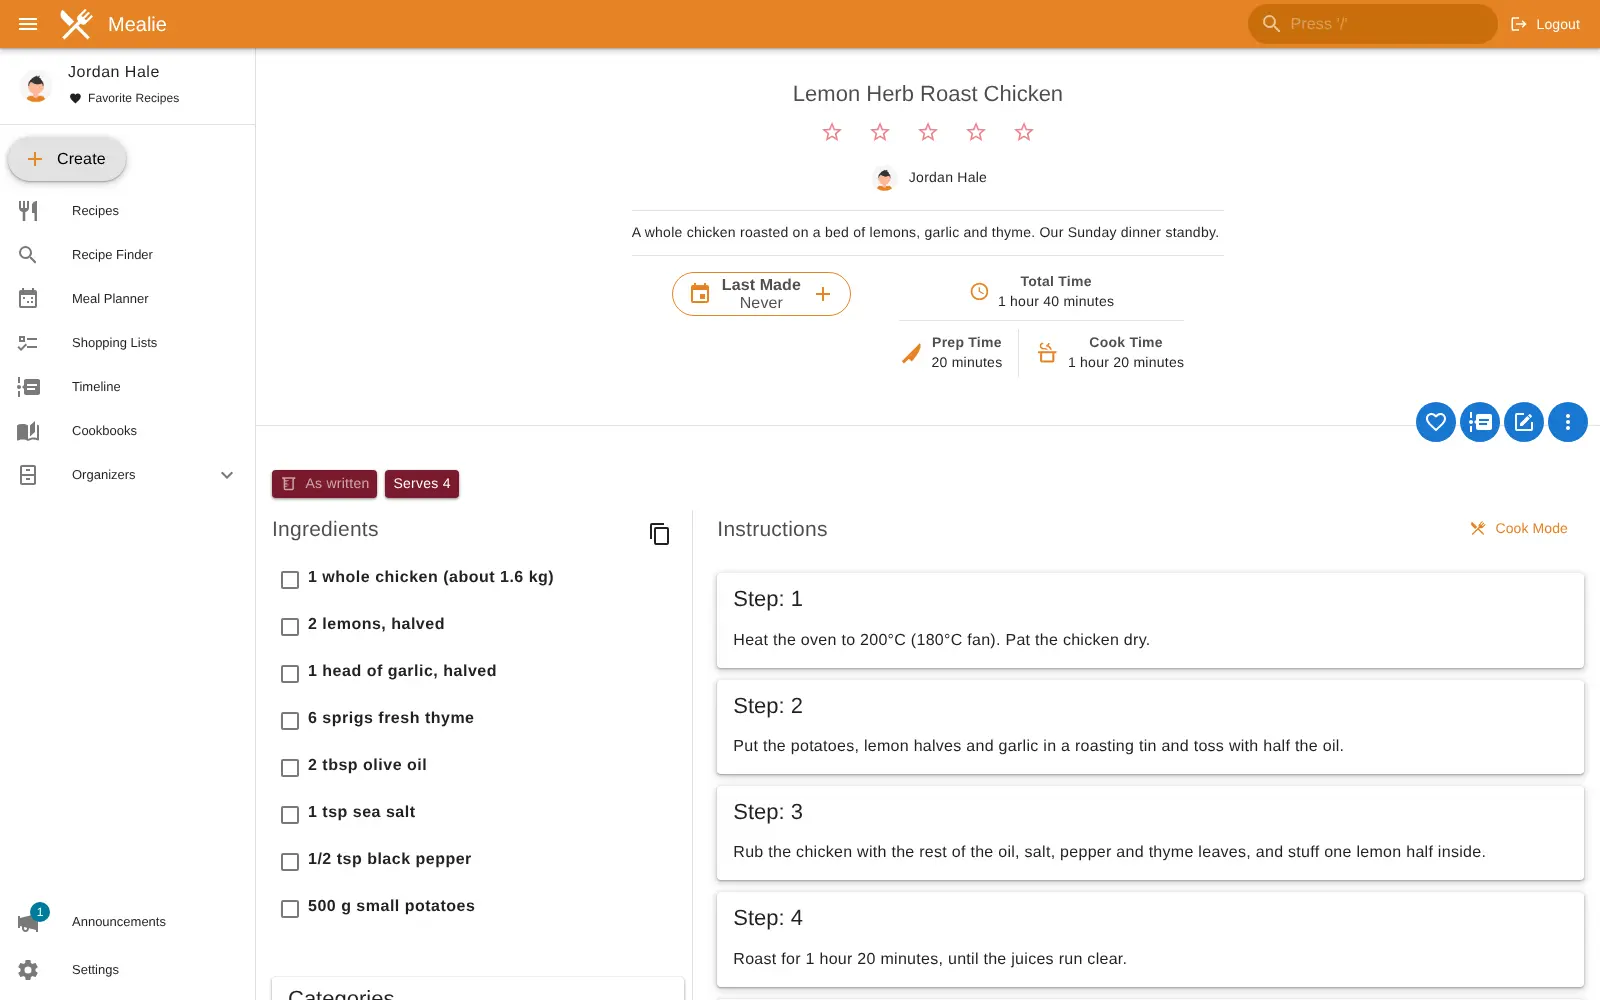 Mealie
Press '/'
Logout
Jordan Hale
Favorite Recipes
Create
Recipes
Recipe Finder
Meal Planner
Shopping Lists
Timeline
Cookbooks
Organizers
1
Announcements
Settings
Lemon Herb Roast Chicken
Jordan Hale
A whole chicken roasted on a bed of lemons, garlic and thyme. Our Sunday dinner standby.
Last Made
Never
Total Time
1 hour 40 minutes
Prep Time
20 minutes
Cook Time
1 hour 20 minutes
As written
Serves 4
Ingredients
1 whole chicken (about 1.6 kg)
2 lemons, halved
1 head of garlic, halved
6 sprigs fresh thyme
2 tbsp olive oil
1 tsp sea salt
1/2 tsp black pepper
500 g small potatoes
Categories
Instructions
Cook Mode
Step: 1
Heat the oven to 200°C (180°C fan). Pat the chicken dry.
Step: 2
Put the potatoes, lemon halves and garlic in a roasting tin and toss with half the oil.
Step: 3
Rub the chicken with the rest of the oil, salt, pepper and thyme leaves, and stuff one lemon half inside.
Step: 4
Roast for 1 hour 20 minutes, until the juices run clear.